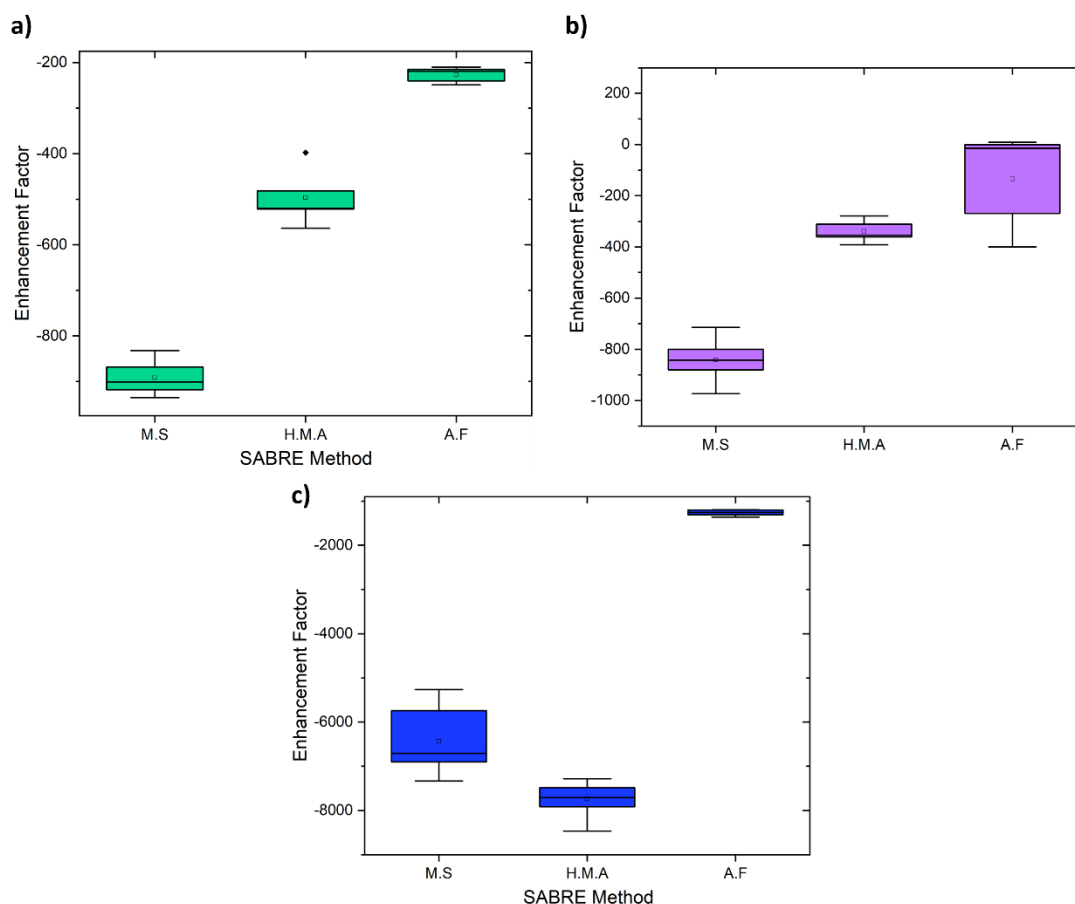 a)
Enhancement Factor
-200
-400
-600
-800
M.S
H.M.A
A.F
SABRE Method
b)
Enhancement Factor
200
0
-200
-400
-600
-800
-1000
M.S
H.M.A
A.F
c)
Enhancement Factor
-2000
-4000
-6000
-8000
M.S
H.M.A
A.F
SABRE Method